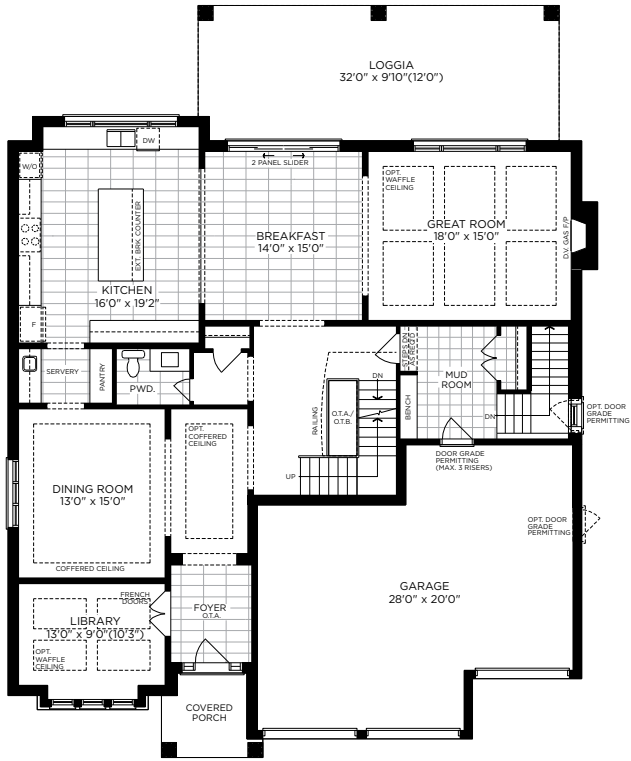 LOGGIA
32'0" x 9'10"(12'0")
DW
W/O
2 PANEL SLIDER
OPT.
WAFFLE
CEILING
EXT. BRK COUNTER
BREAKFAST
14'0" x 15'0"
GREAT ROOM
18'0" x 15'0"
D.V. GAS F/P
KITCHEN
16'0" x 19'2"
F
SERVERY
PANTRY
PWD.
STEPS DN
AS REQ'D
MUD
ROOM
DN
BENCH
DN
RAILING
O.T.A./
O.T.B.
UP
OPT. DOOR
GRADE
PERMITTING
OPT.
COFFERED
CEILING
DOOR GRADE
PERMITTING
(MAX. 3 RISERS)
DINING ROOM
13'0" x 15'0"
COFFERED CEILING
OPT. DOOR
GRADE
PERMITTING
FRENCH
DOORS
LIBRARY
13'0" x 9'0"(10'3")
OPT.
WAFFLE
CEILING
FOYER
O.T.A.
GARAGE
28'0" x 20'0"
COVERED
PORCH